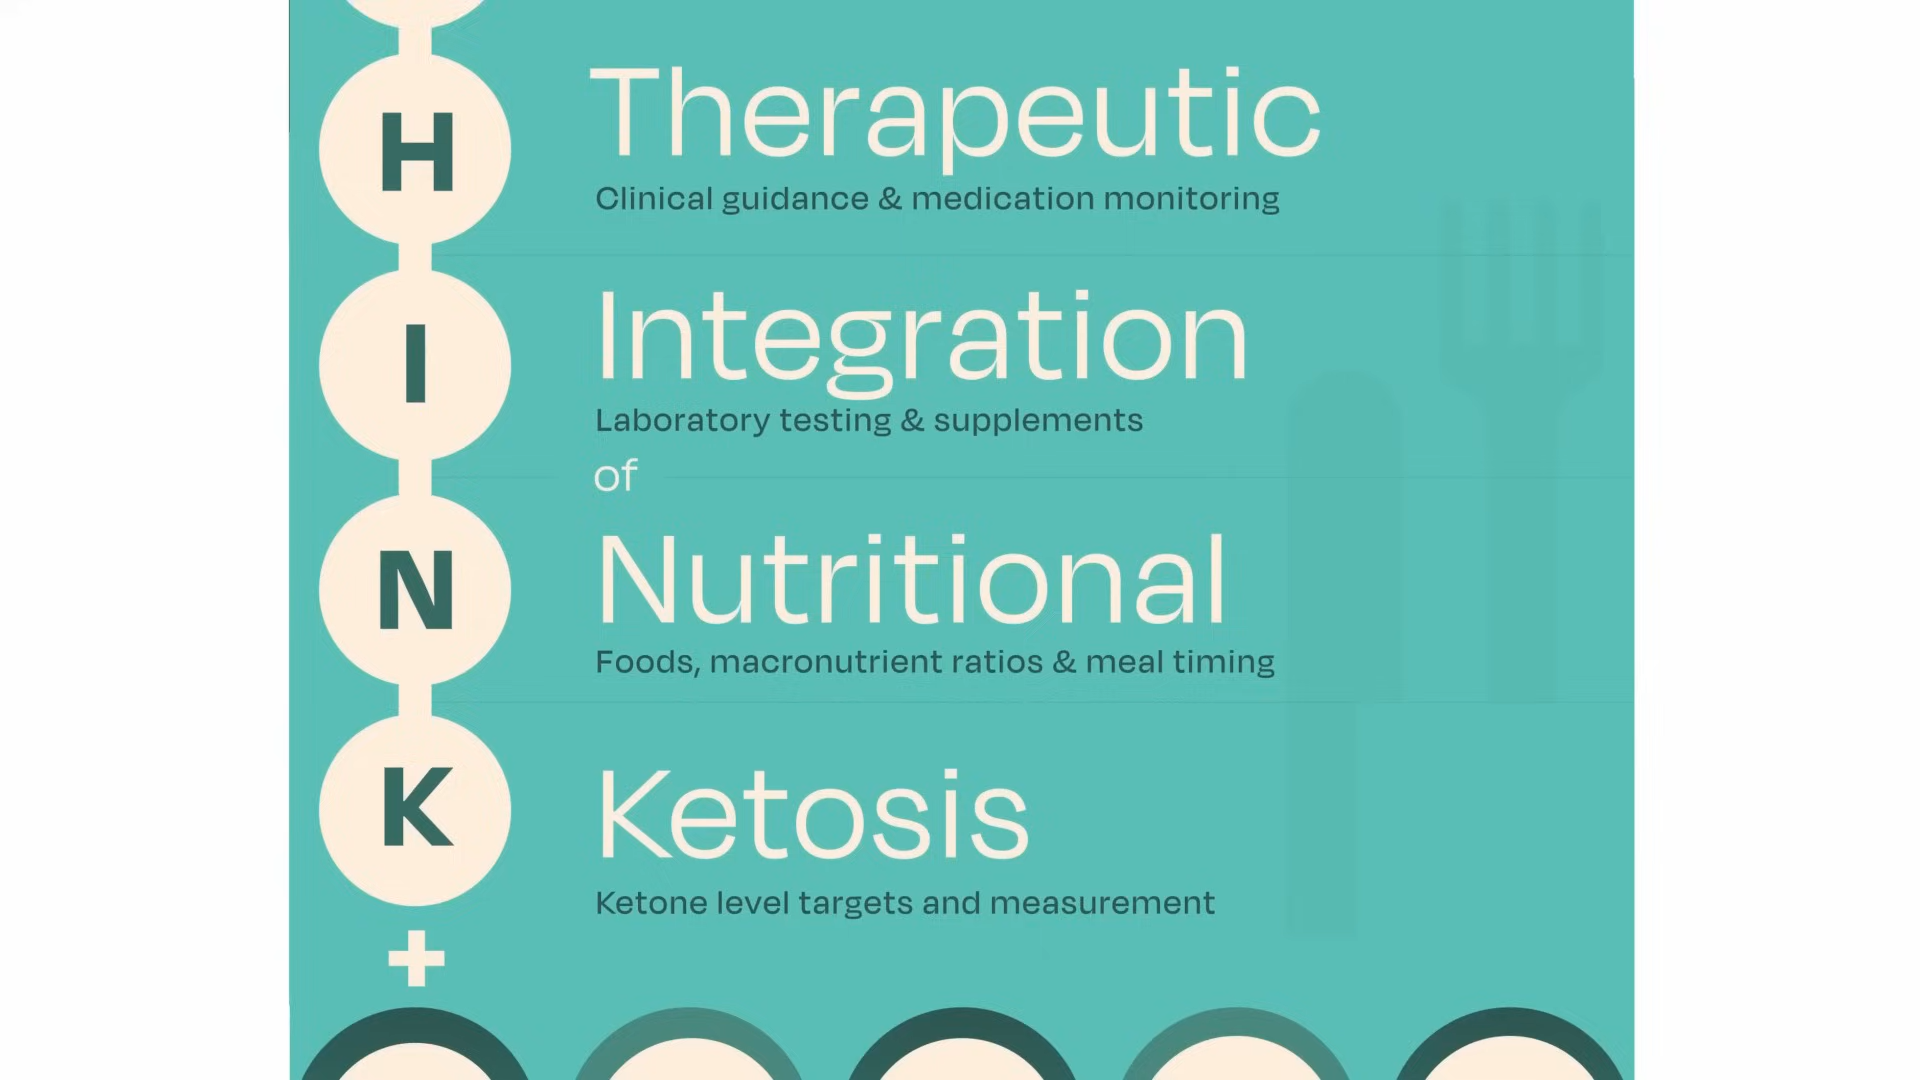 H
Therapeutic
Clinical guidance & medication monitoring
I
Integration
Laboratory testing & supplements
of
N
Nutritional
Foods, macronutrient ratios & meal timing
K
Ketosis
Ketone level targets and measurement
+